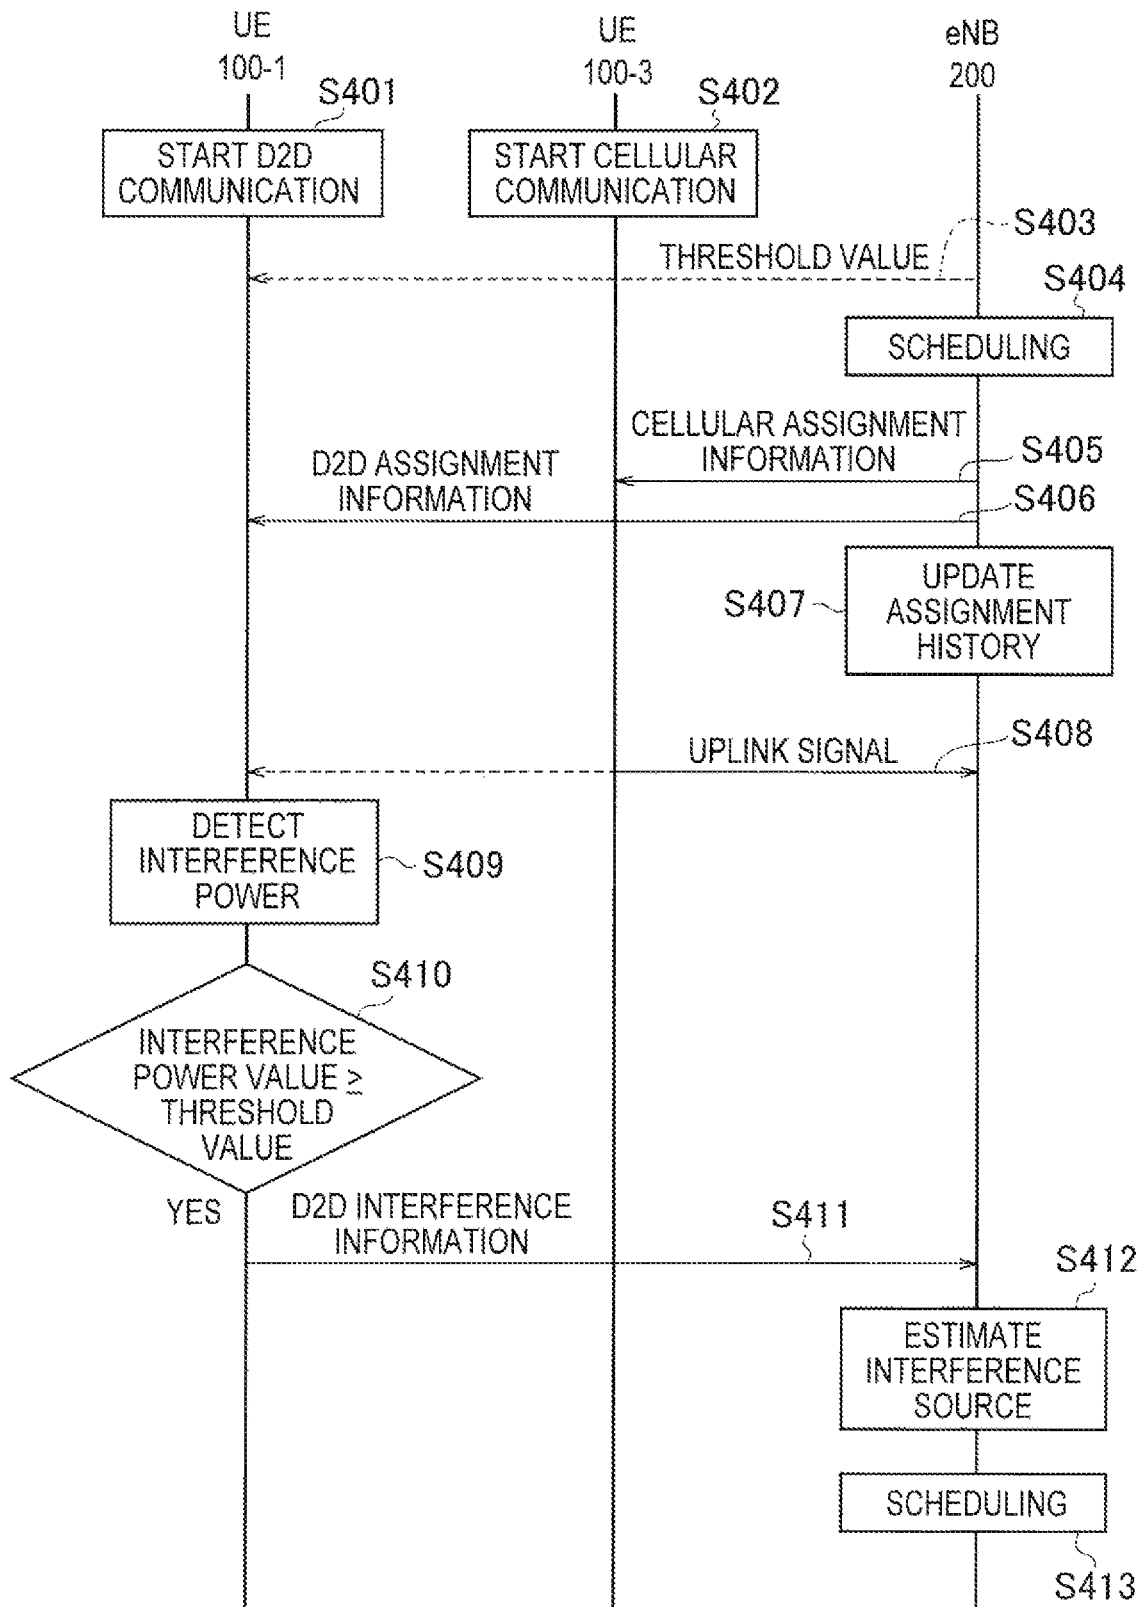 UE
100-1
UE
100-3
eNB
200
S401
START D2D
COMMUNICATION
S402
START CELLULAR
COMMUNICATION
S403
THRESHOLD VALUE
S404
SCHEDULING
CELLULAR ASSIGNMENT
INFORMATION
S405
D2D ASSIGNMENT
INFORMATION
S406
S407
UPDATE
ASSIGNMENT
HISTORY
UPLINK SIGNAL
S408
DETECT
INTERFERENCE
POWER
S409
S410
INTERFERENCE
POWER VALUE ≥
THRESHOLD
VALUE
YES
D2D INTERFERENCE
INFORMATION
S411
S412
ESTIMATE
INTERFERENCE
SOURCE
SCHEDULING
S413